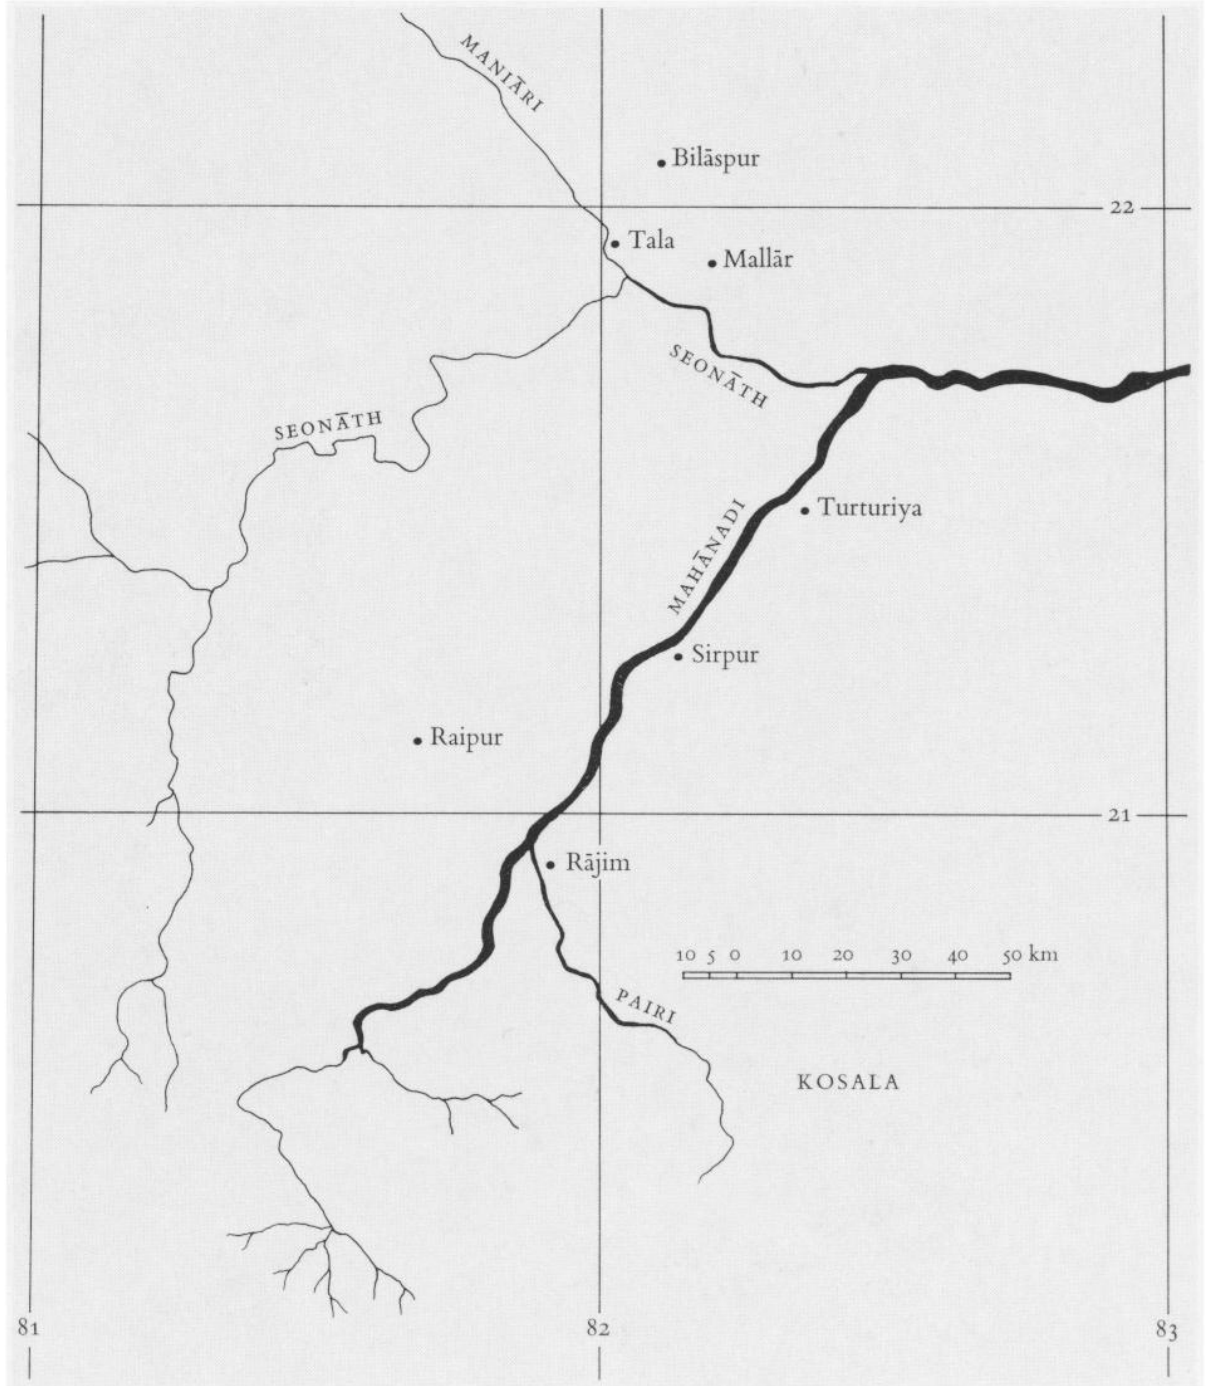 MANIĀRI
Bilāspur
22
Tala
Mallār
SEONĀTH
SEONĀTH
MAHĀNADI
Turturiya
Sirpur
Raipur
21
Rājim
10 5 0 10 20 30 40 50 km
PAIRI
KOSALA
81 82 83